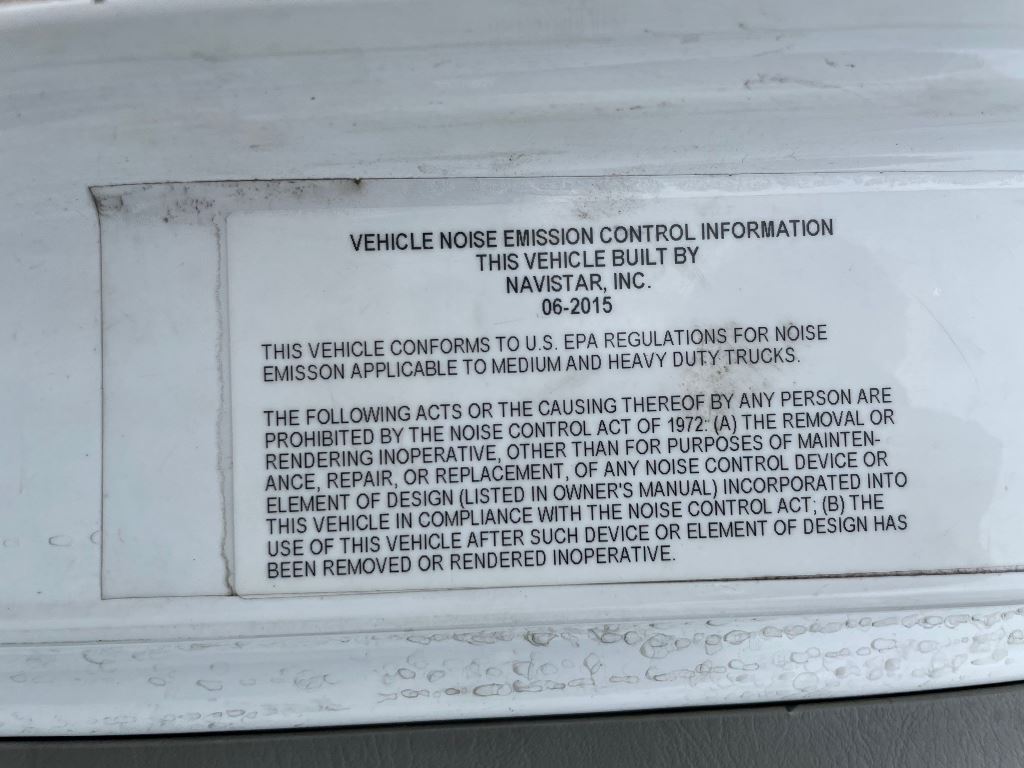 VEHICLE NOISE EMISSION CONTROL INFORMATION
THIS VEHICLE BUILT BY
NAVISTAR, INC.
06-2015
THIS VEHICLE CONFORMS TO U.S. EPA REGULATIONS FOR NOISE
EMISSON APPLICABLE TO MEDIUM AND HEAVY DUTY TRUCKS.
THE FOLLOWING ACTS OR THE CAUSING THEREOF BY ANY PERSON ARE
PROHIBITED BY THE NOISE CONTROL ACT OF 1972: (A) THE REMOVAL OR
RENDERING INOPERATIVE, OTHER THAN FOR PURPOSES OF MAINTEN-
ANCE, REPAIR, OR REPLACEMENT, OF ANY NOISE CONTROL DEVICE OR
ELEMENT OF DESIGN (LISTED IN OWNER'S MANUAL) INCORPORATED INTO
THIS VEHICLE IN COMPLIANCE WITH THE NOISE CONTROL ACT; (B) THE
USE OF THIS VEHICLE AFTER SUCH DEVICE OR ELEMENT OF DESIGN HAS
BEEN REMOVED OR RENDERED INOPERATIVE.